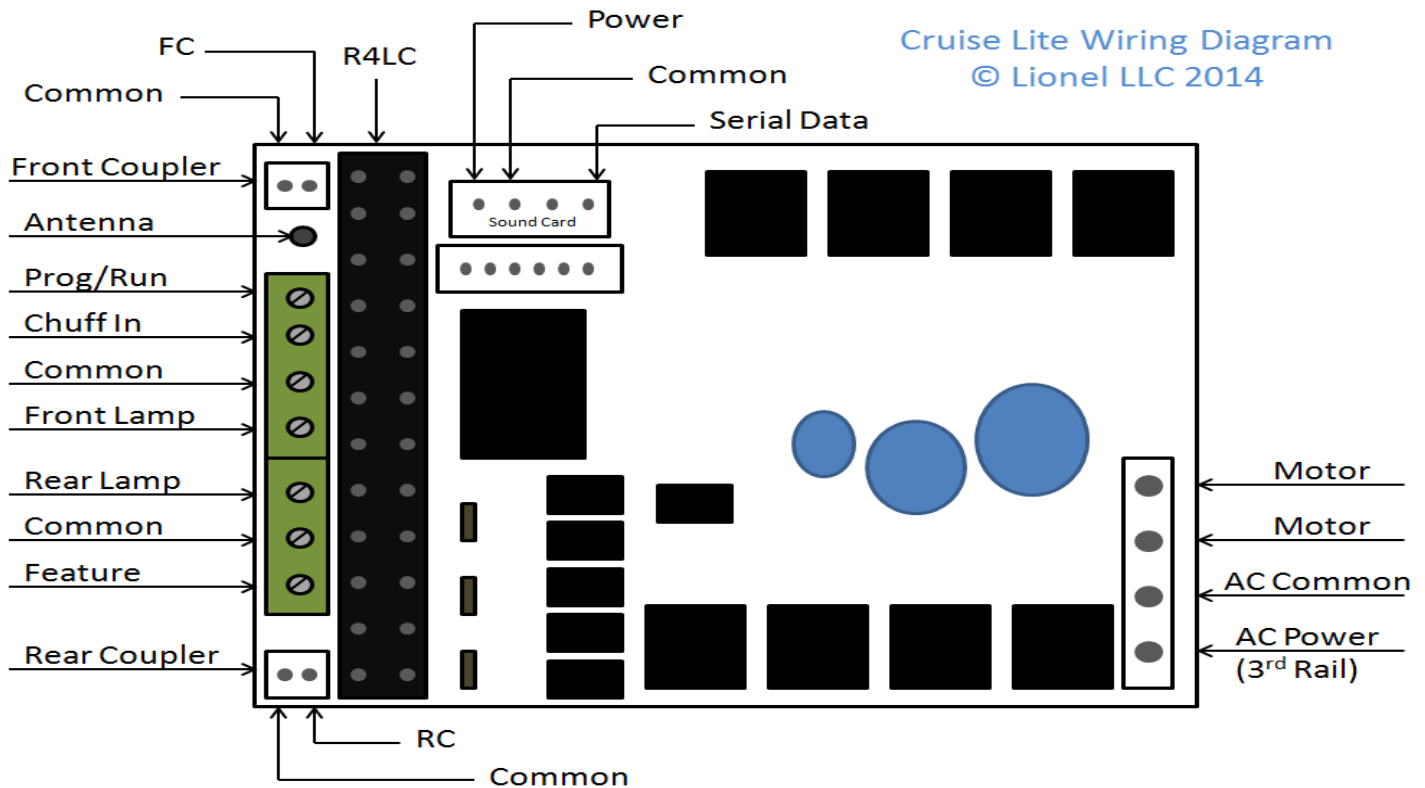 Power
FC
R4LC
Cruise Lite Wiring Diagram
© Lionel LLC 2014
Common
Common
Serial Data
Front Coupler
Sound Card
Antenna
Prog/Run
Chuff In
Common
Front Lamp
Rear Lamp
Motor
Common
Motor
Feature
AC Common
AC Power
(3rd Rail)
Rear Coupler
RC
Common